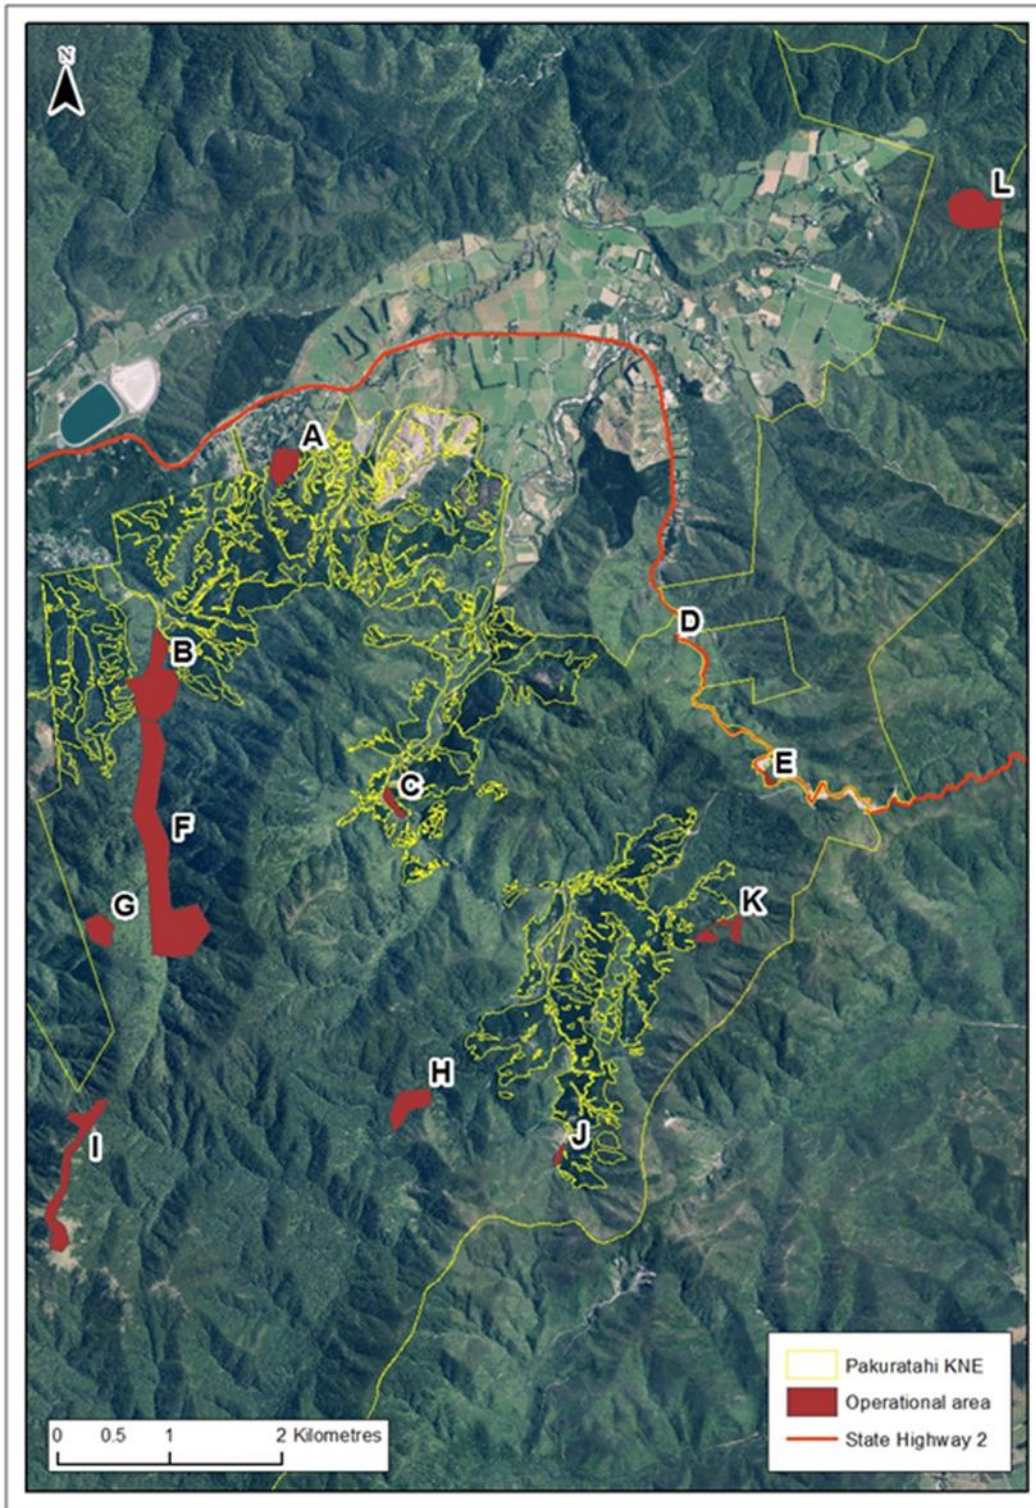 N
L
A
D
B
E
C
F
G
K
H
J
I
Pakuratahi KNE
Operational area
State Highway 2
0 0.5 1 2 Kilometres